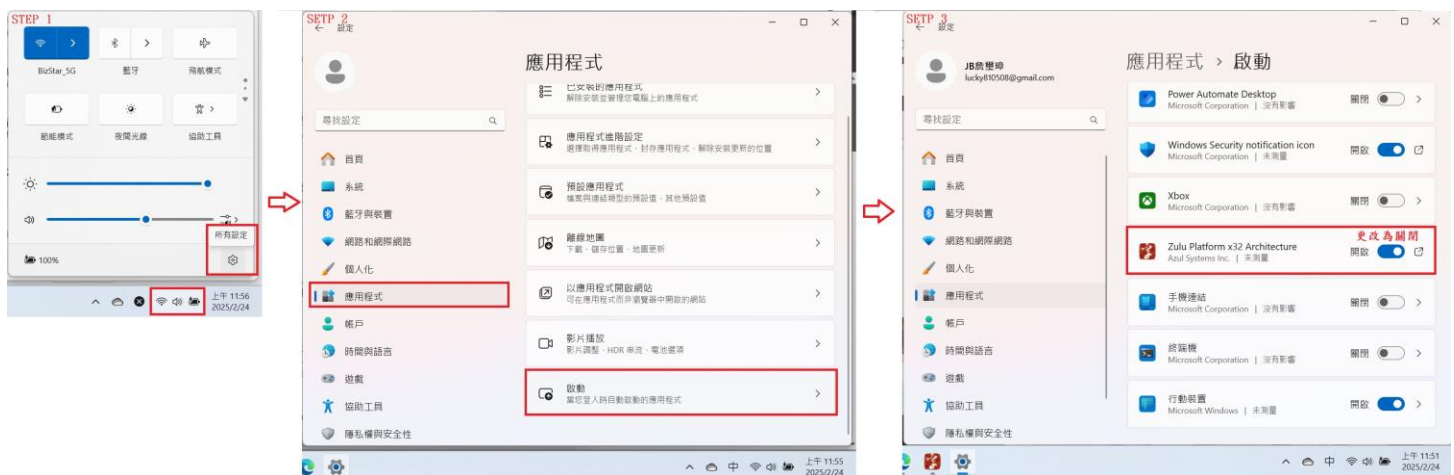 STEP 1
BizStar_5G
藍牙
飛航模式
節能模式
夜間光線
協助工具
所有設定
100%
上午 11:56
2025/2/24
SETP 2
設定
尋找設定
首頁
系統
藍牙與裝置
網路和網際網路
個人化
應用程式
帳戶
時間與語言
遊戲
協助工具
隱私權與安全性
應用程式
已安裝的應用程式
解除安裝並管理您電腦上的應用程式
應用程式進階設定
選擇取得應用程式、封存應用程式、解除安裝更新的位置
預設應用程式
檔案與連結類型的預設值、其他預設值
離線地圖
下載、儲存位置、地圖更新
以應用程式開啟網站
可在應用程式而非瀏覽器中開啟的網站
影片播放
影片調整、HDR 串流、電池選項
啟動
當您登入時自動啟動的應用程式
中
上午 11:55
2025/2/24
SETP 3
設定
lucky810508@gmail.com
尋找設定
首頁
系統
藍牙與裝置
網路和網際網路
個人化
應用程式
帳戶
時間與語言
遊戲
協助工具
隱私權與安全性
應用程式 › 啟動
Power Automate Desktop
Microsoft Corporation | 沒有影響
關閉
Windows Security notification icon
Microsoft Corporation | 未測量
開啟
Xbox
Microsoft Corporation | 沒有影響
關閉
更改為關閉
Zulu Platform x32 Architecture
Azul Systems Inc. | 未測量
開啟
手機連結
Microsoft Corporation | 沒有影響
關閉
終端機
Microsoft Corporation | 沒有影響
關閉
行動裝置
Microsoft Windows | 未測量
開啟
中
上午 11:51
2025/2/24